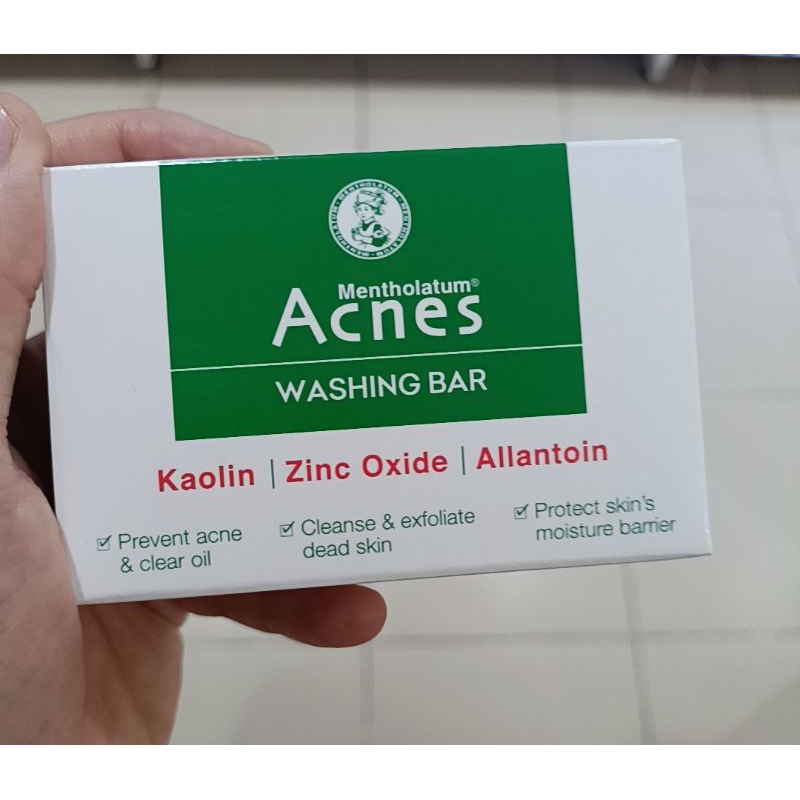 MENTHOLATUM
Mentholatum®
Acnes
WASHING BAR
Kaolin | Zinc Oxide | Allantoin
Prevent acne
& clear oil
Cleanse & exfoliate
dead skin
Protect skin's
moisture barrier